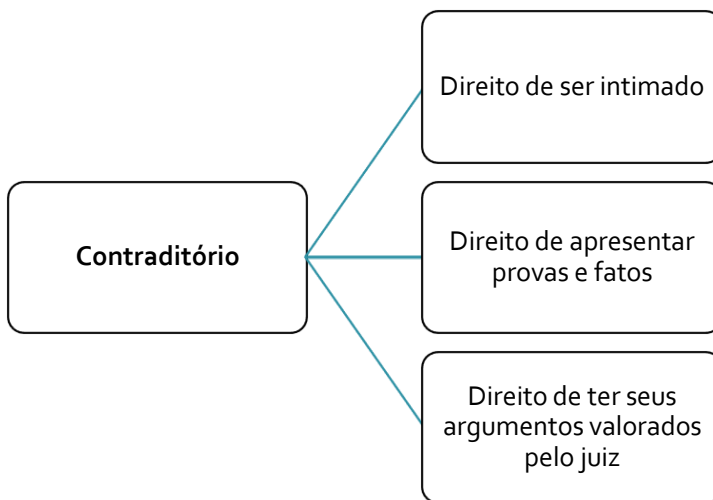 Contraditório
Direito de ser intimado
Direito de apresentar
provas e fatos
Direito de ter seus
argumentos valorados
pelo juiz